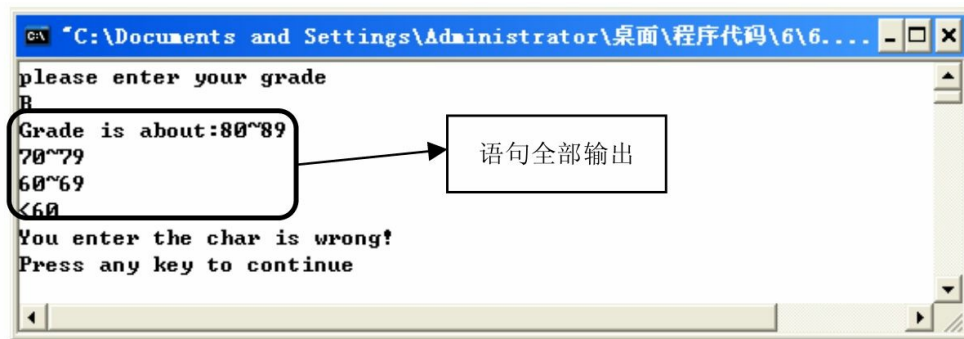 "C:\Documents and Settings\Administrator\桌面\程序代码\6\6....
please enter your grade
B
Grade is about:80~89
70~79
60~69
<60
You enter the char is wrong!
Press any key to continue
语句全部输出